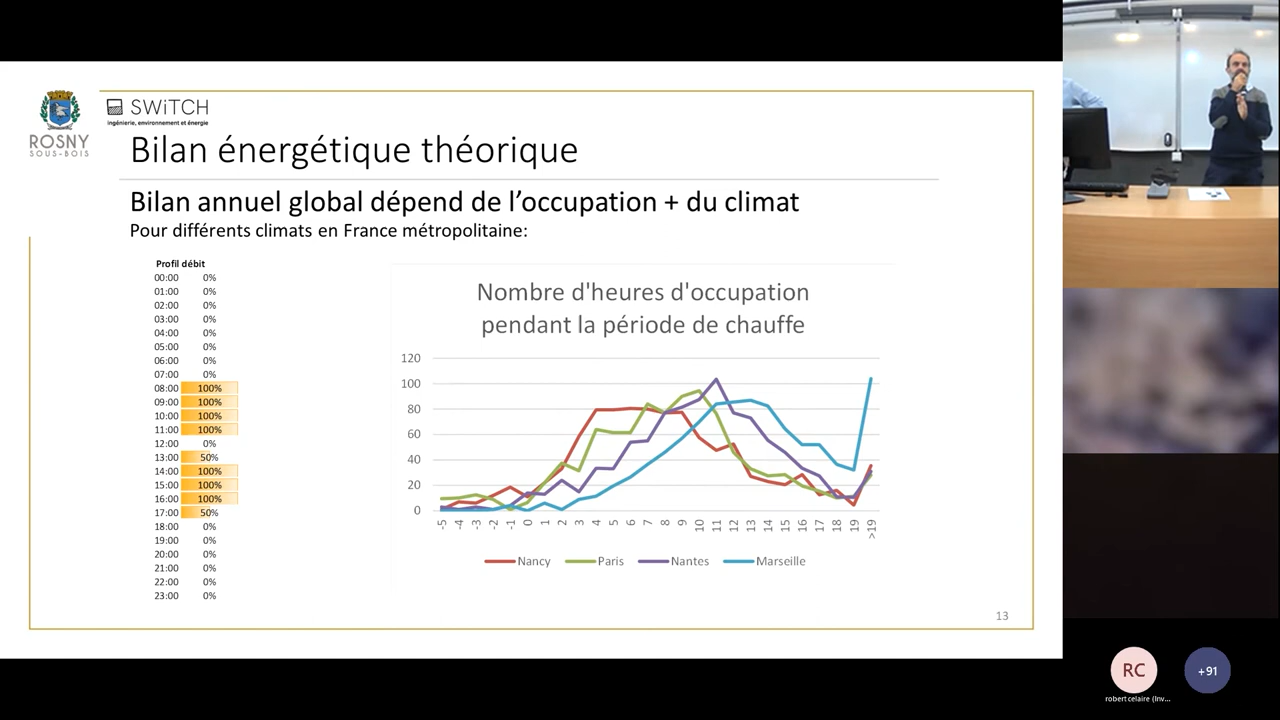 ROSNY
SOUS-BOIS
SWiTCH
ingénierie, environnement et énergie
Bilan énergétique théorique
Bilan annuel global dépend de l’occupation + du climat
Pour différents climats en France métropolitaine:
Profil débit
00:00 0%
01:00 0%
02:00 0%
03:00 0%
04:00 0%
05:00 0%
06:00 0%
07:00 0%
08:00 100%
09:00 100%
10:00 100%
11:00 100%
12:00 0%
13:00 50%
14:00 100%
15:00 100%
16:00 100%
17:00 50%
18:00 0%
19:00 0%
20:00 0%
21:00 0%
22:00 0%
23:00 0%
Nombre d'heures d'occupation
pendant la période de chauffe
120
100
80
60
40
20
0
-5 -4 -3 -2 -1 0 1 2 3 4 5 6 7 8 9 10 11 12 13 14 15 16 17 18 19 >19
Nancy Paris Nantes Marseille
13
RC
+91
robert celaire (Inv...